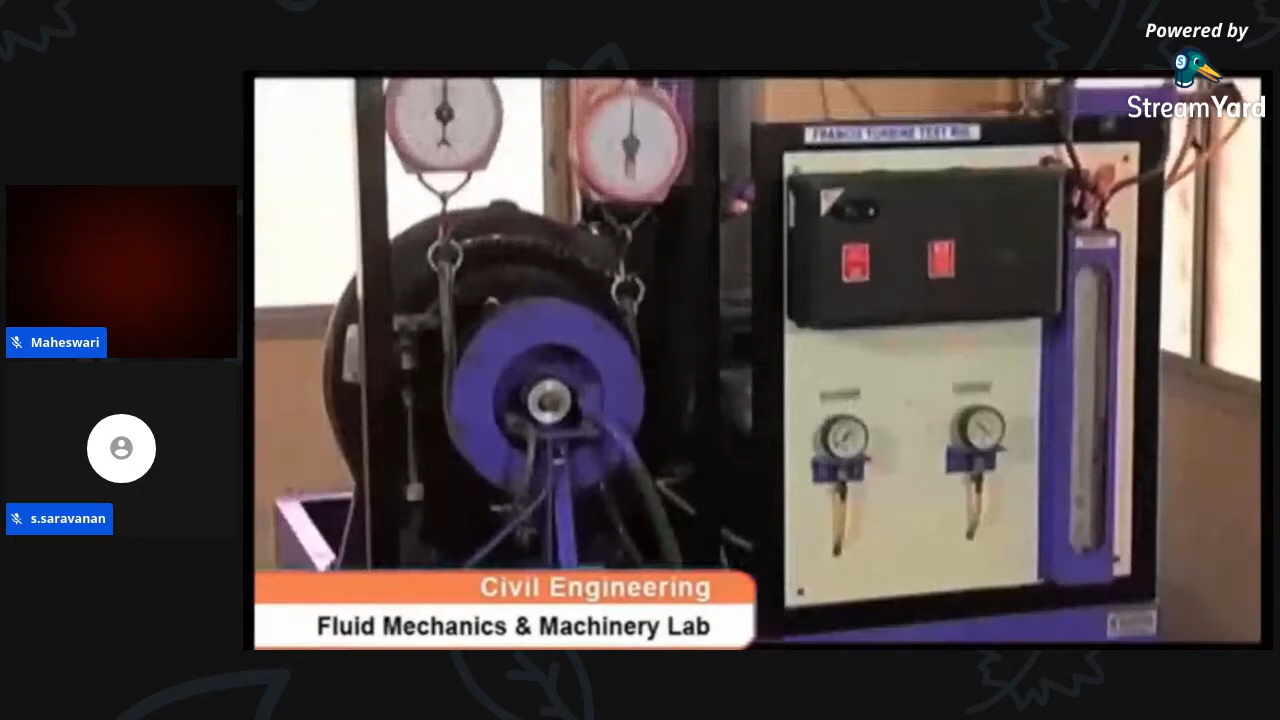 Powered by
StreamYard
FRANCIS TURBINE TEST RIG
Maheswari
s.saravanan
Civil Engineering
Fluid Mechanics & Machinery Lab